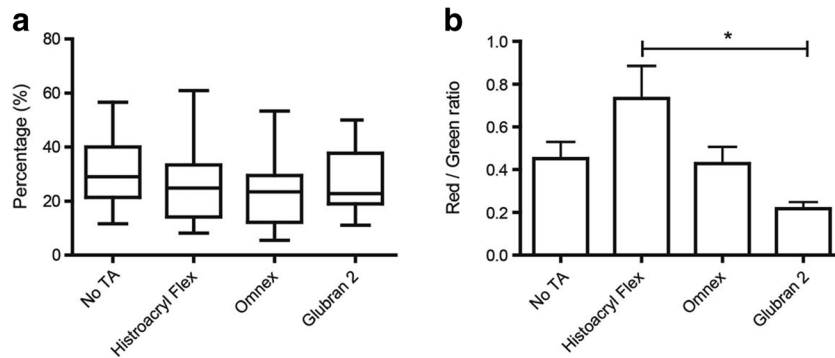 a
80
60
40
20
0
Percentage (%)
No TA
Histroacryl Flex
Omnex
Glubran 2
b
*
1.0
0.8
0.6
0.4
0.2
0.0
Red / Green ratio
No TA
Histoacryl Flex
Omnex
Glubran 2